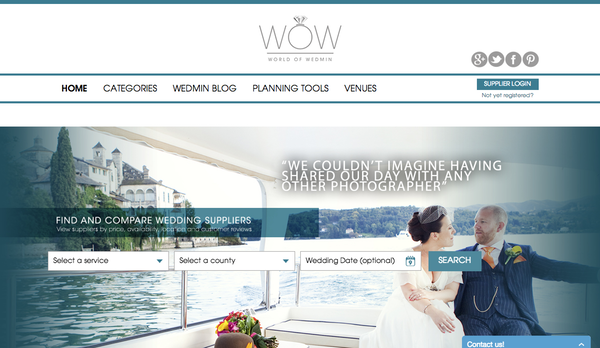 WOW
WORLD OF WEDMIN
SUPPLIER LOGIN
Not yet registered?
HOME CATEGORIES WEDMIN BLOG PLANNING TOOLS VENUES
“WE COULDN’T IMAGINE HAVING
SHARED OUR DAY WITH ANY
OTHER PHOTOGRAPHER”
FIND AND COMPARE WEDDING SUPPLIERS
View suppliers by price, availability, location and customer reviews
Select a service Select a county Wedding Date (optional) SEARCH
Contact us!